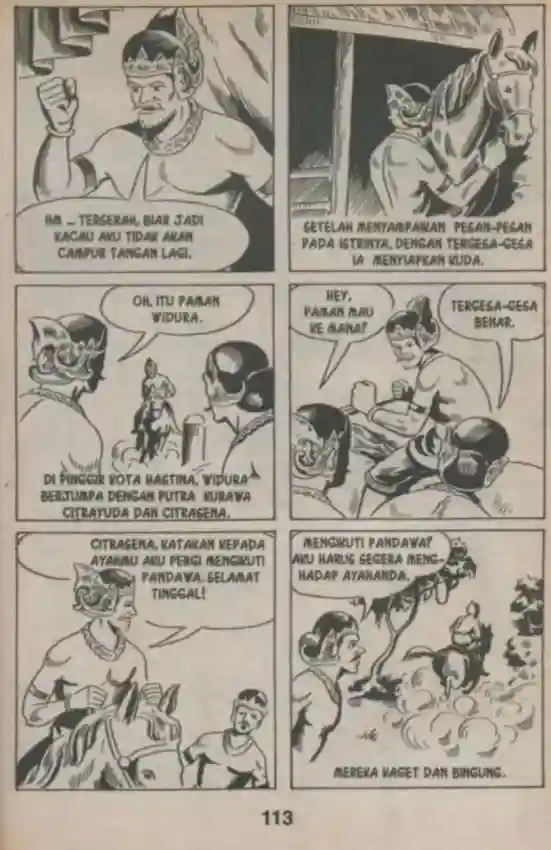 HM ... TERSERAH, BIAR JADI
KACAU AKU TIDAK AKAN
CAMPUR TANGAN LAGI.
SETELAH MENYAMPAIKAN PESAN-PESAN
PADA ISTRINYA, DENGAN TERGESA-GESA
IA MENYIAPKAN KUDA.
OH, ITU PAMAN
WIDURA.
DI PINGGIR KOTA HASTINA, WIDURA
BERJUMPA DENGAN PUTRA KURAWA
CITRAYUDA DAN CITRASENA.
HEY,
PAMAN MAU
KE MANA?
TERGESA-GESA
BENAR.
CITRASENA, KATAKAN KEPADA
AYAHMU AKU PERGI MENGIKUTI
PANDAWA. SELAMAT
TINGGAL!
MENGIKUTI PANDAWA?
AKU HARUS SEGERA MENG-
HADAP AYAHANDA.
MEREKA KAGET DAN BINGUNG.
113